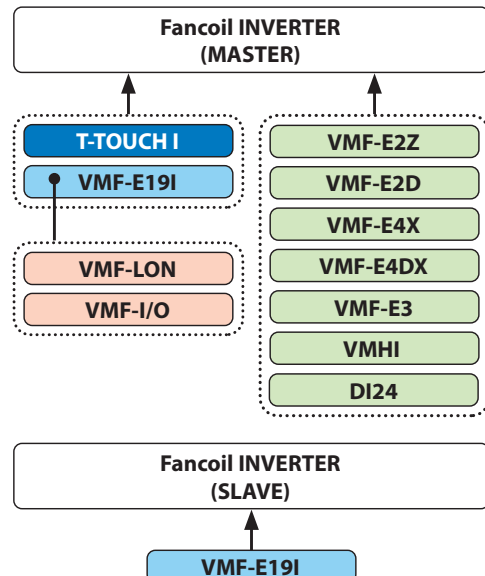 Fancoil INVERTER
(MASTER)
T-TOUCH I
VMF-E19I
VMF-LON
VMF-I/O
VMF-E2Z
VMF-E2D
VMF-E4X
VMF-E4DX
VMF-E3
VMHI
DI24
Fancoil INVERTER
(SLAVE)
VMF-E19I